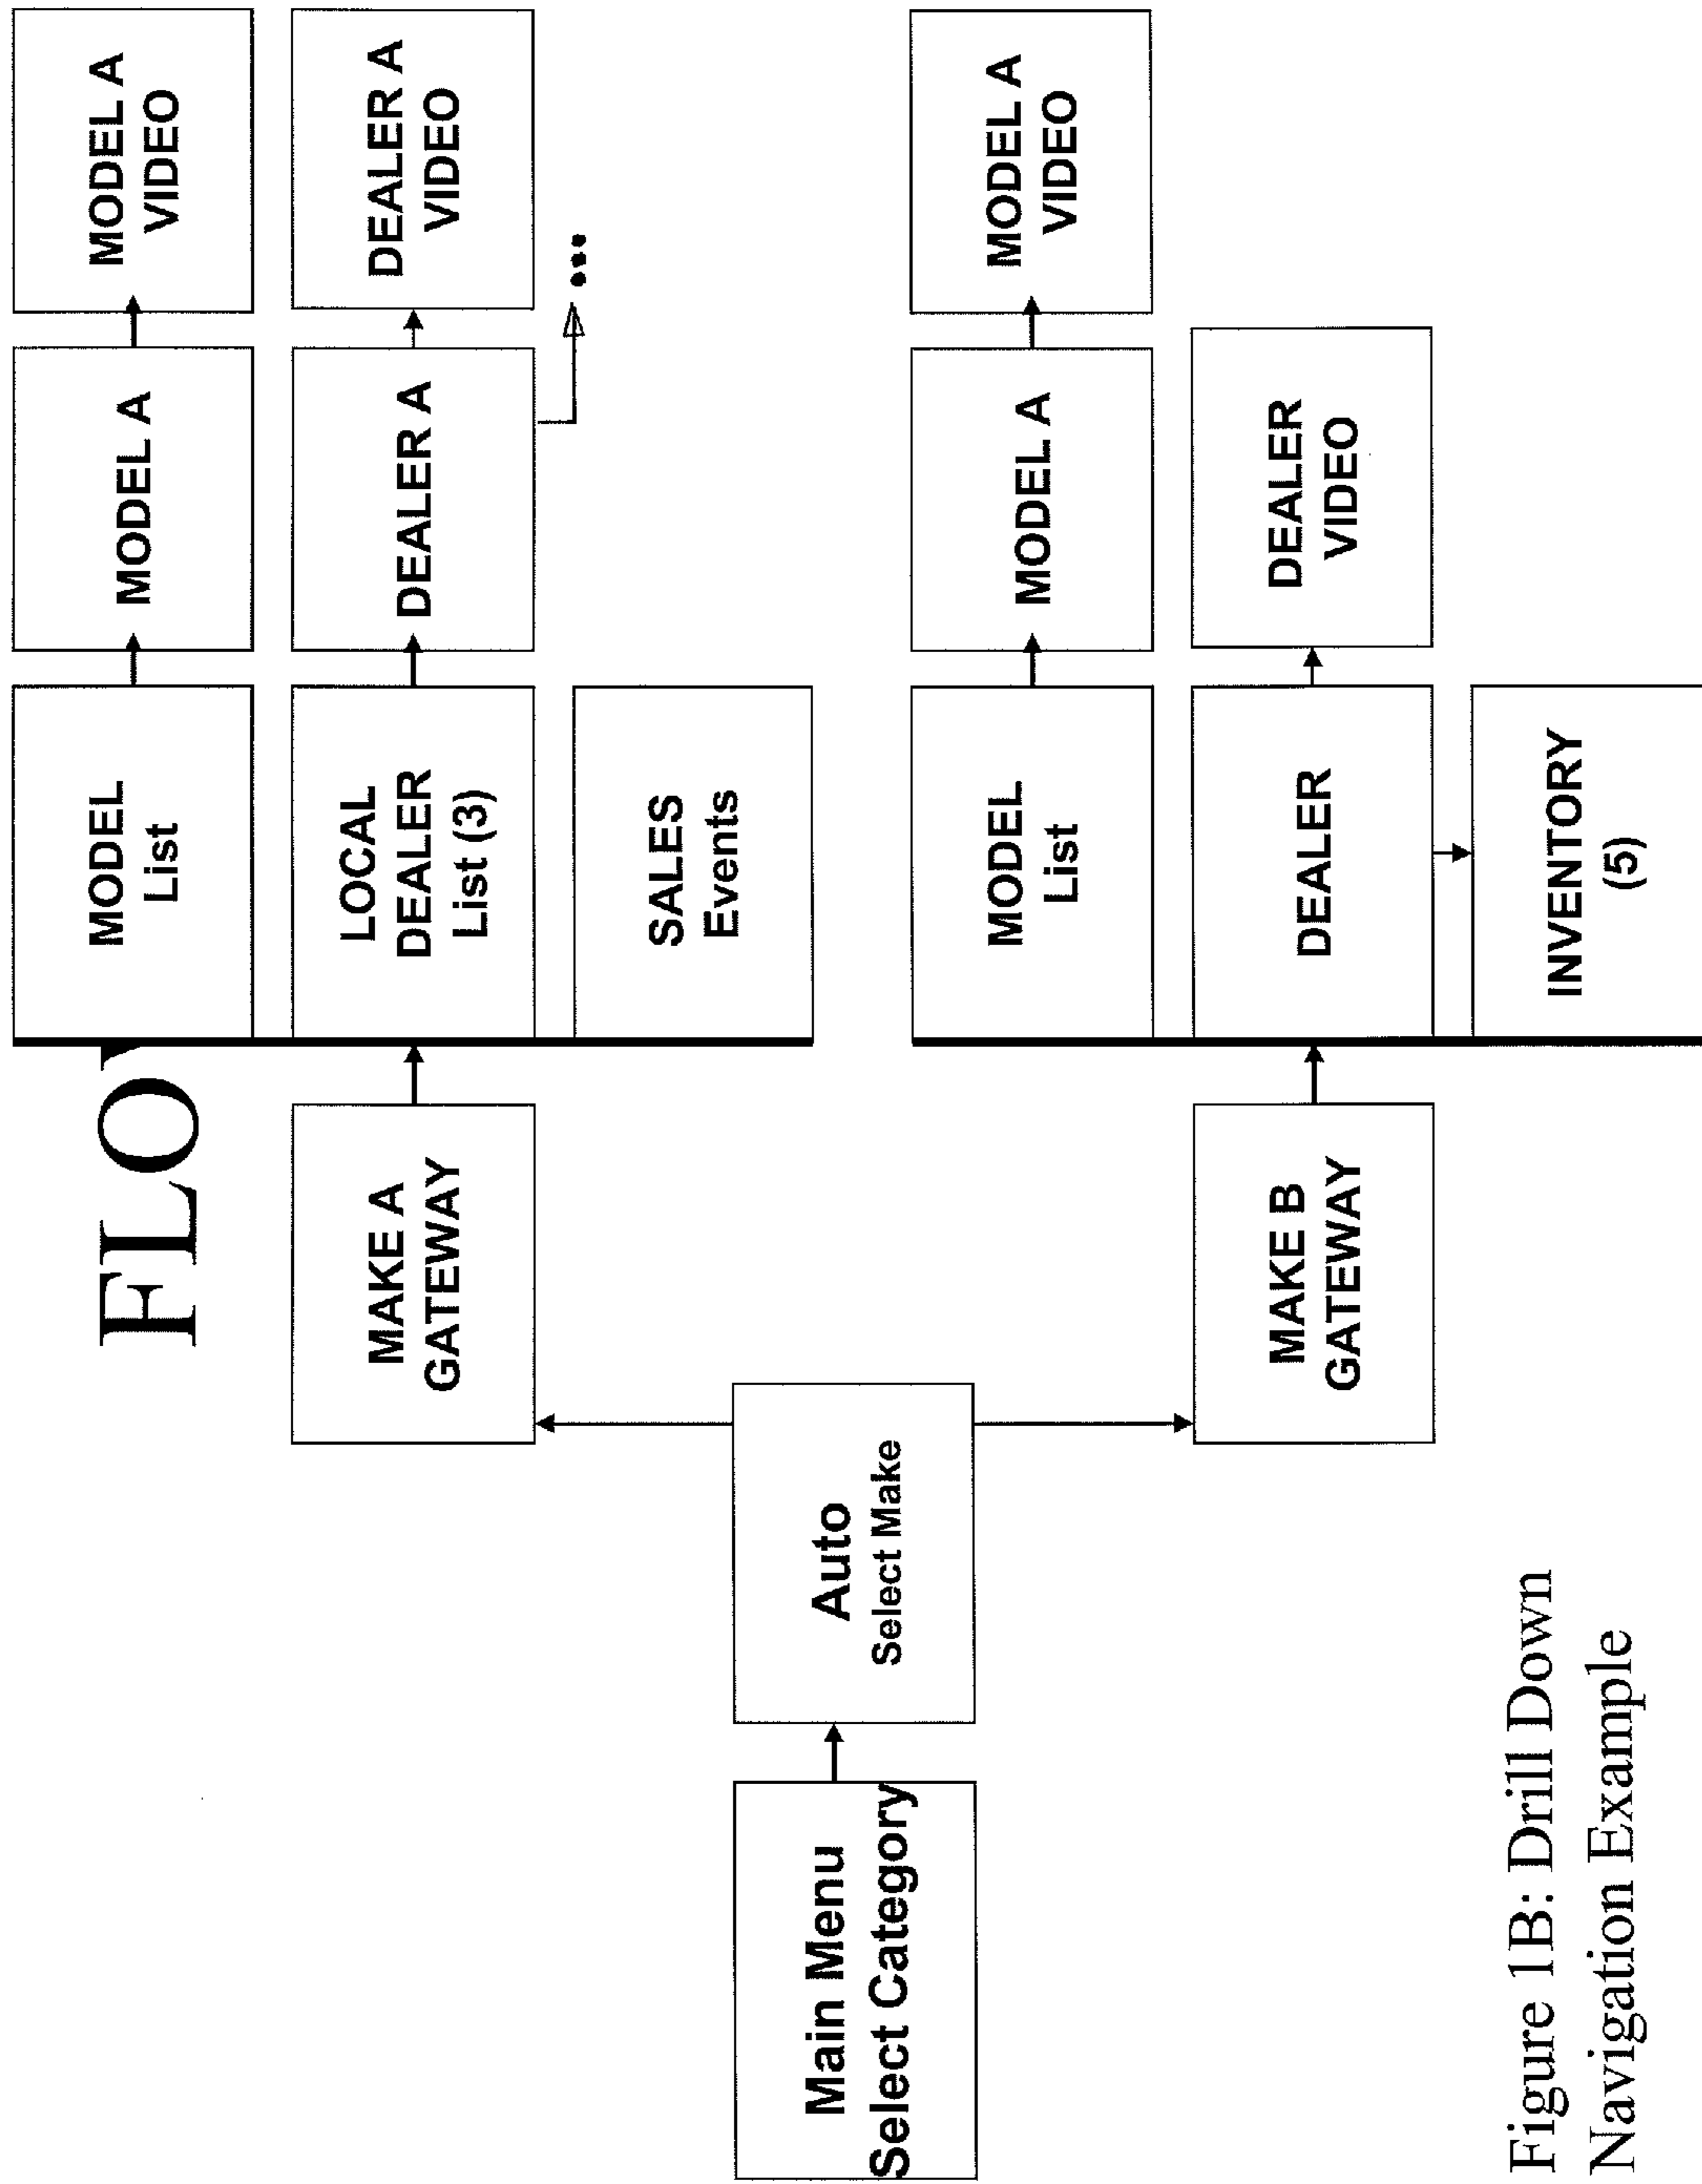 FLOV
MODEL
List
MODEL A
MODEL A
VIDEO
MAKE A
GATEWAY
LOCAL
DEALER
List (3)
DEALER A
DEALER A
VIDEO
...
SALES
Events
Main Menu
Select Category
Auto
Select Make
MODEL
List
MODEL A
MODEL A
VIDEO
MAKE B
GATEWAY
DEALER
DEALER
VIDEO
INVENTORY
(5)
Figure 1B: Drill Down
Navigation Example